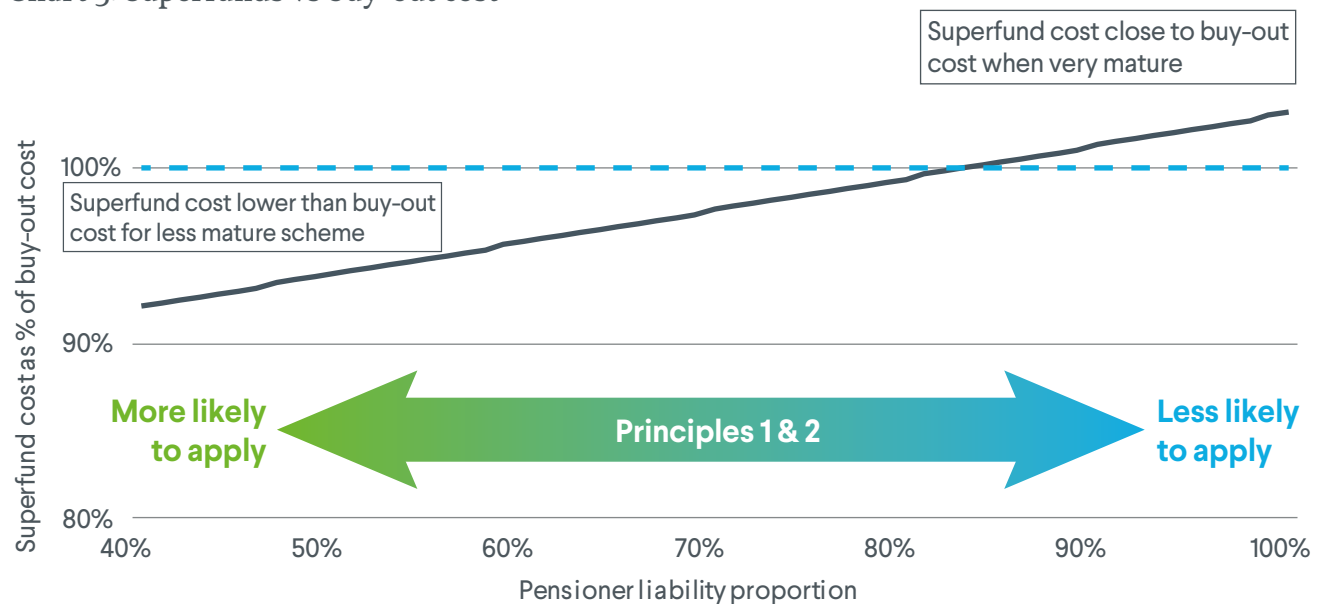 Superfund cost close to buy-out
cost when very mature
Superfund cost as % of buy-out cost
100%
Superfund cost lower than buy-out
cost for less mature scheme
90%
More likely
to apply
Principles 1 & 2
Less likely
to apply
80%
40%
50%
60%
70%
80%
90%
100%
Pensioner liability proportion